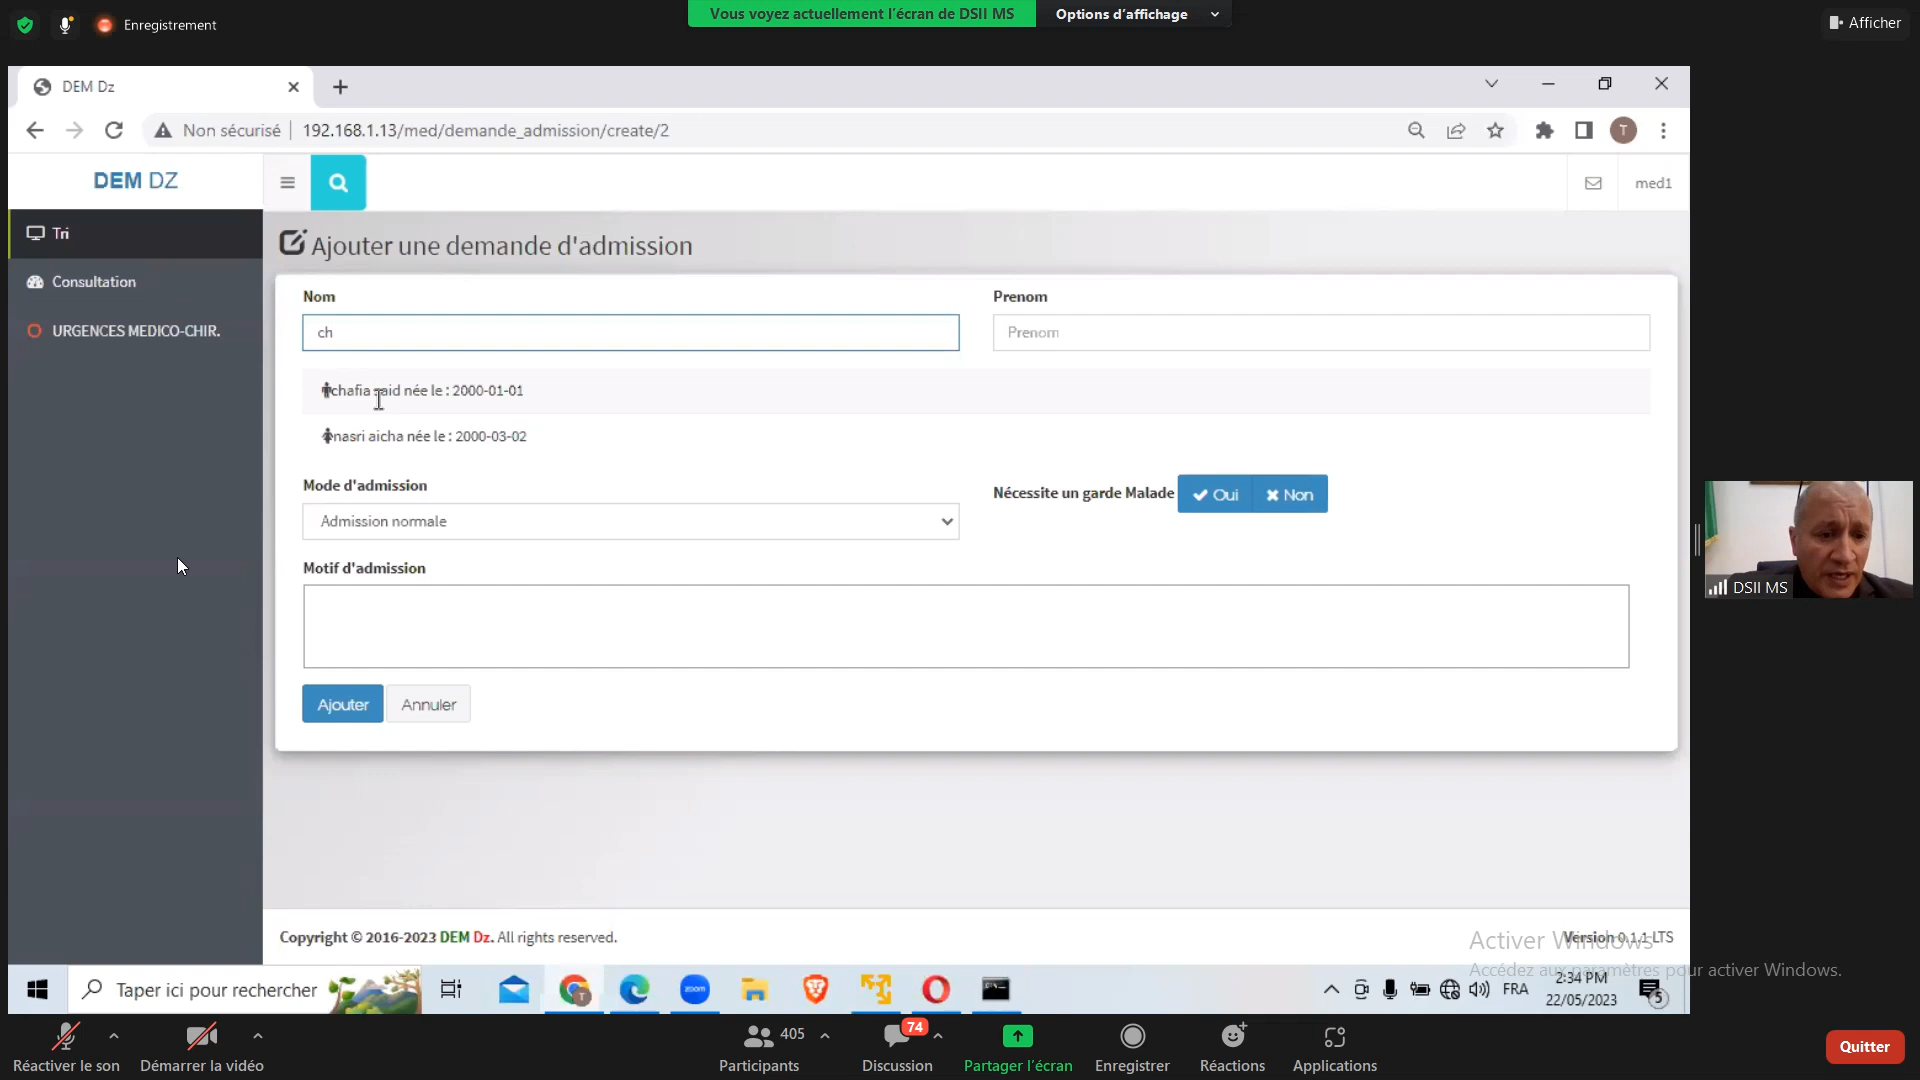 Enregistrement
Vous voyez actuellement l'écran de DSII MS
Options d'affichage
Afficher
DEM Dz
Non sécurisé
192.168.1.13/med/demande_admission/create/2
T
DEM DZ
med1
Tri
Consultation
URGENCES MEDICO-CHIR.
Ajouter une demande d'admission
Nom
Prenom
ch
Prenom
chafia said née le : 2000-01-01
nasri aicha née le : 2000-03-02
Mode d'admission
Nécessite un garde Malade
Oui
Non
Admission normale
Motif d'admission
Ajouter
Annuler
DSII MS
Copyright © 2016-2023 DEM Dz. All rights reserved.
Version 0.1.1 LTS
Activer Windows
Accédez aux paramètres pour activer Windows.
Taper ici pour rechercher
zoom
T
FRA
2:34 PM
22/05/2023
5
Réactiver le son
Démarrer la vidéo
405
Participants
74
Discussion
Partager l'écran
Enregistrer
Réactions
Applications
Quitter